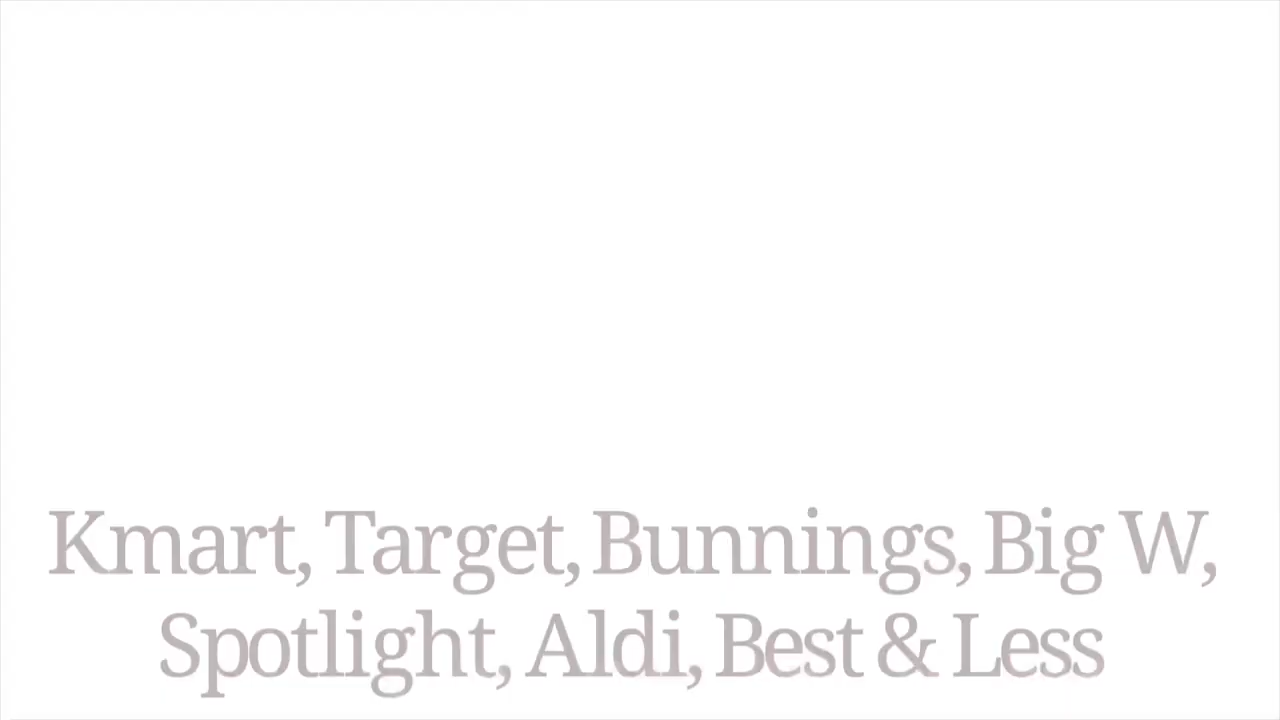 Kmart, Target, Bunnings, Big W,
Spotlight, Aldi, Best & Less